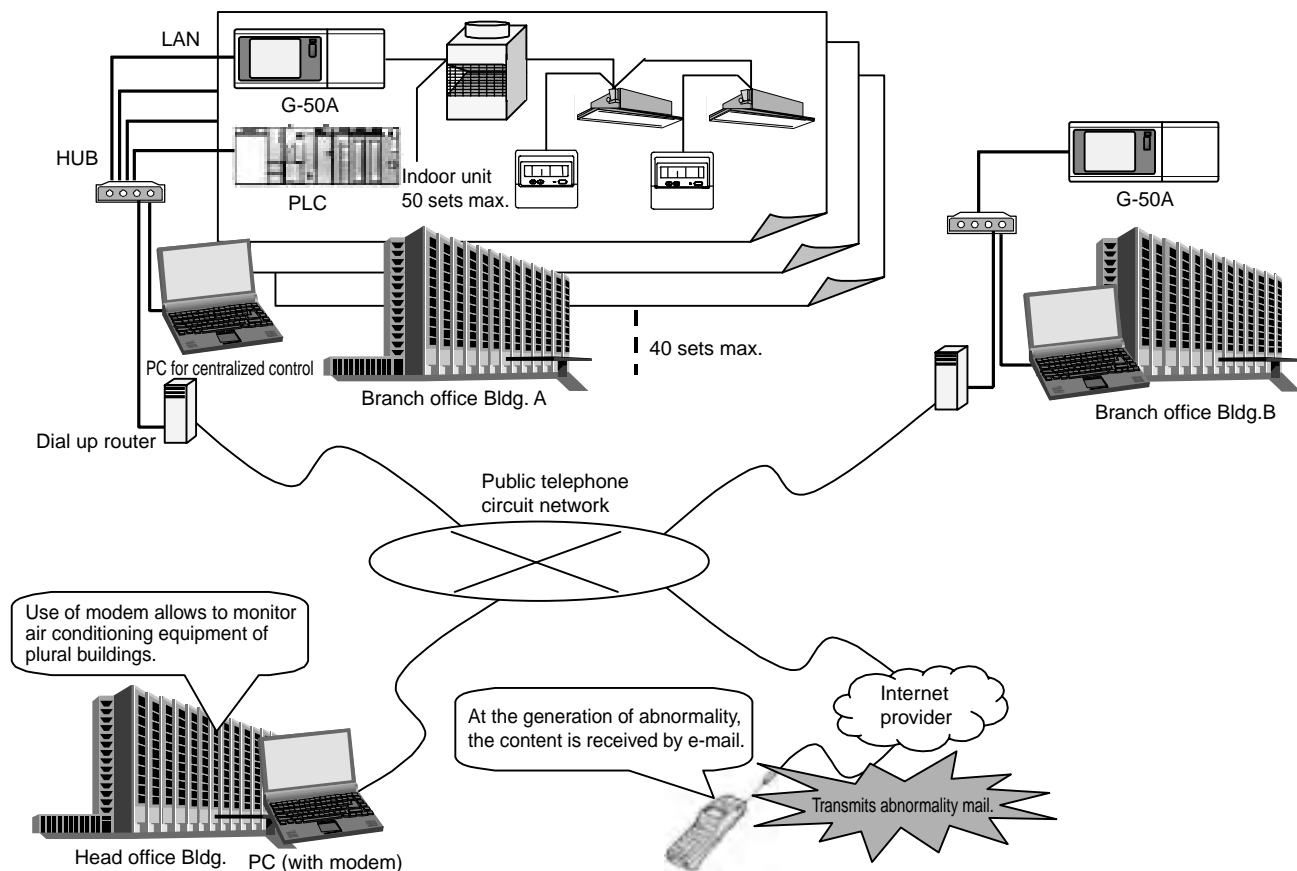 LAN
G-50A
HUB
PLC
Indoor unit
50 sets max.
G-50A
PC for centralized control
40 sets max.
Branch office Bldg. A
Branch office Bldg.B
Dial up router
Public telephone
circuit network
Use of modem allows to monitor
air conditioning equipment of
plural buildings.
At the generation of abnormality,
the content is received by e-mail.
Internet
provider
Transmits abnormality mail.
Head office Bldg.
PC (with modem)